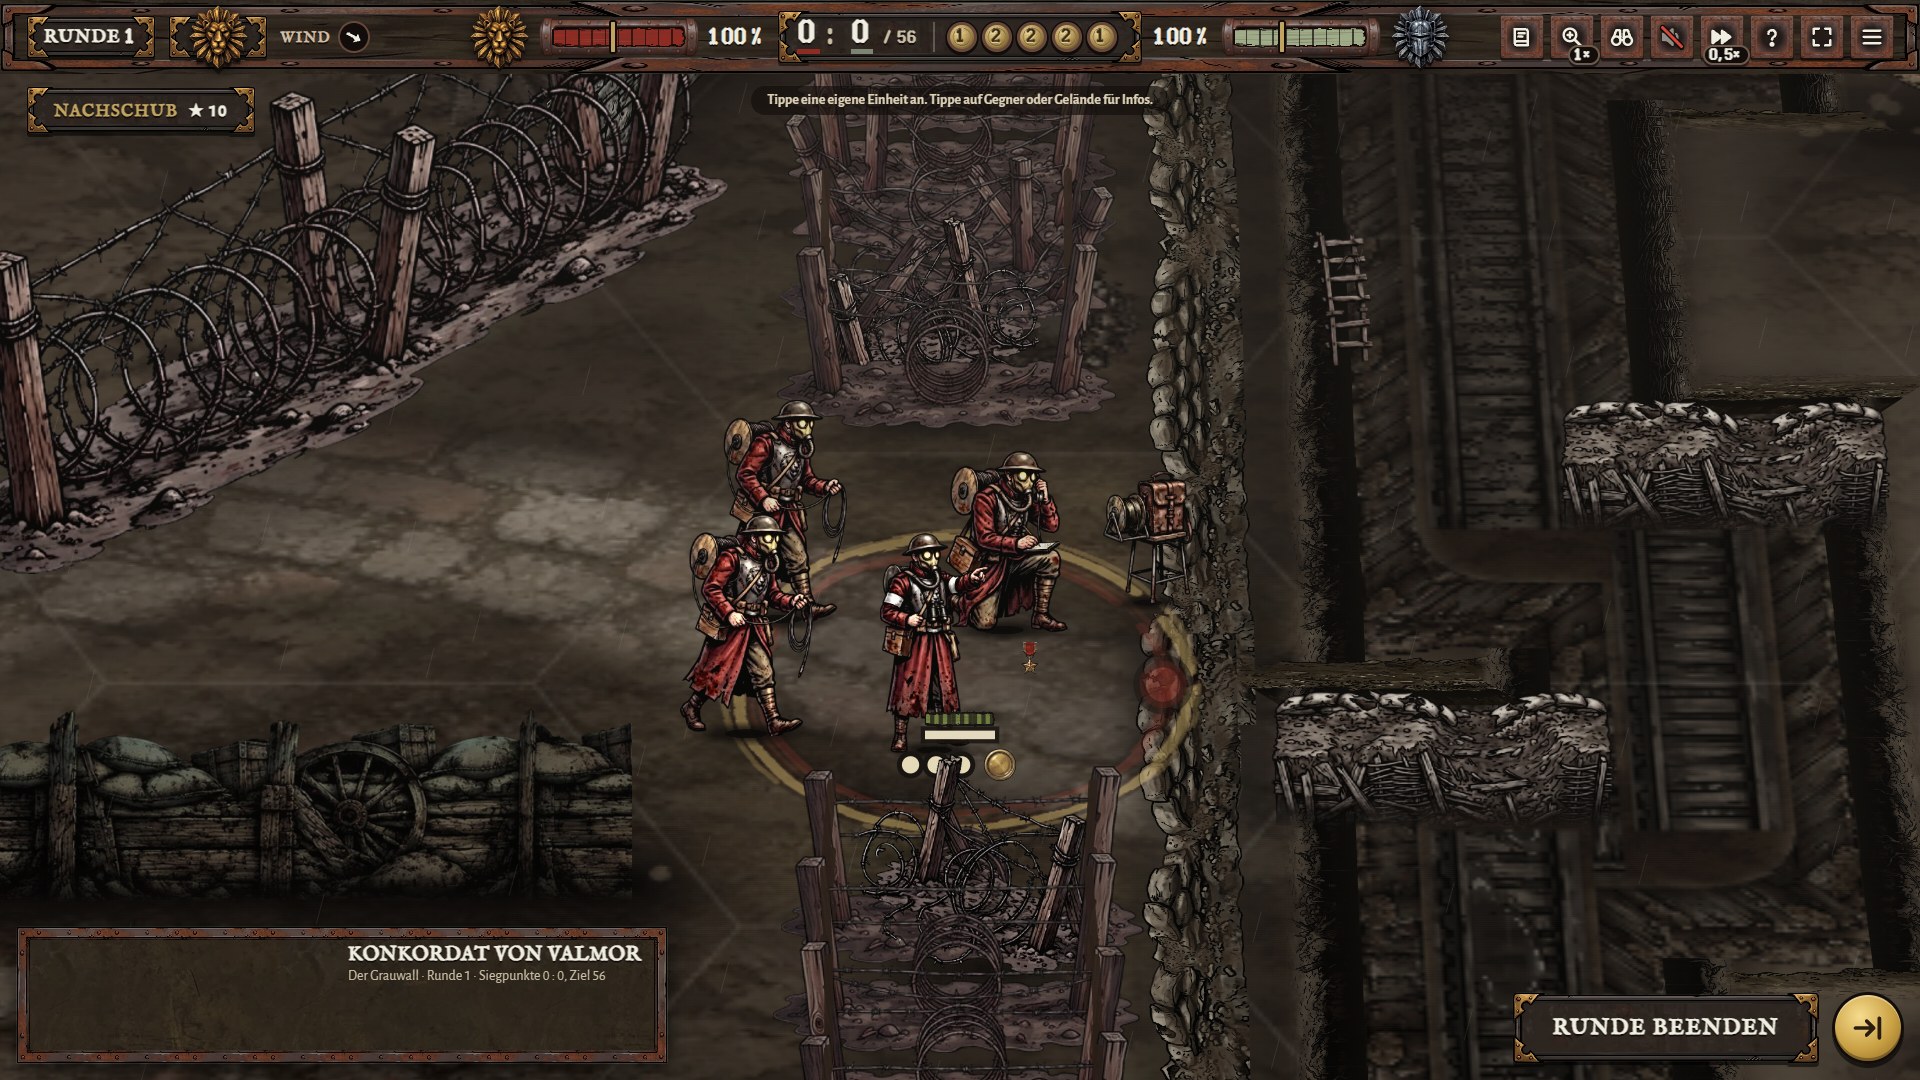 RUNDE 1
WIND
100 %
0 : 0 / 56
1 2 2 2 1
100 %
1×
0,5×
?
NACHSCHUB ★ 10
Tippe eine eigene Einheit an. Tippe auf Gegner oder Gelände für Infos.
KONKORDAT VON VALMOR
Der Grauwall · Runde 1 · Siegpunkte 0 : 0, Ziel 56
RUNDE BEENDEN